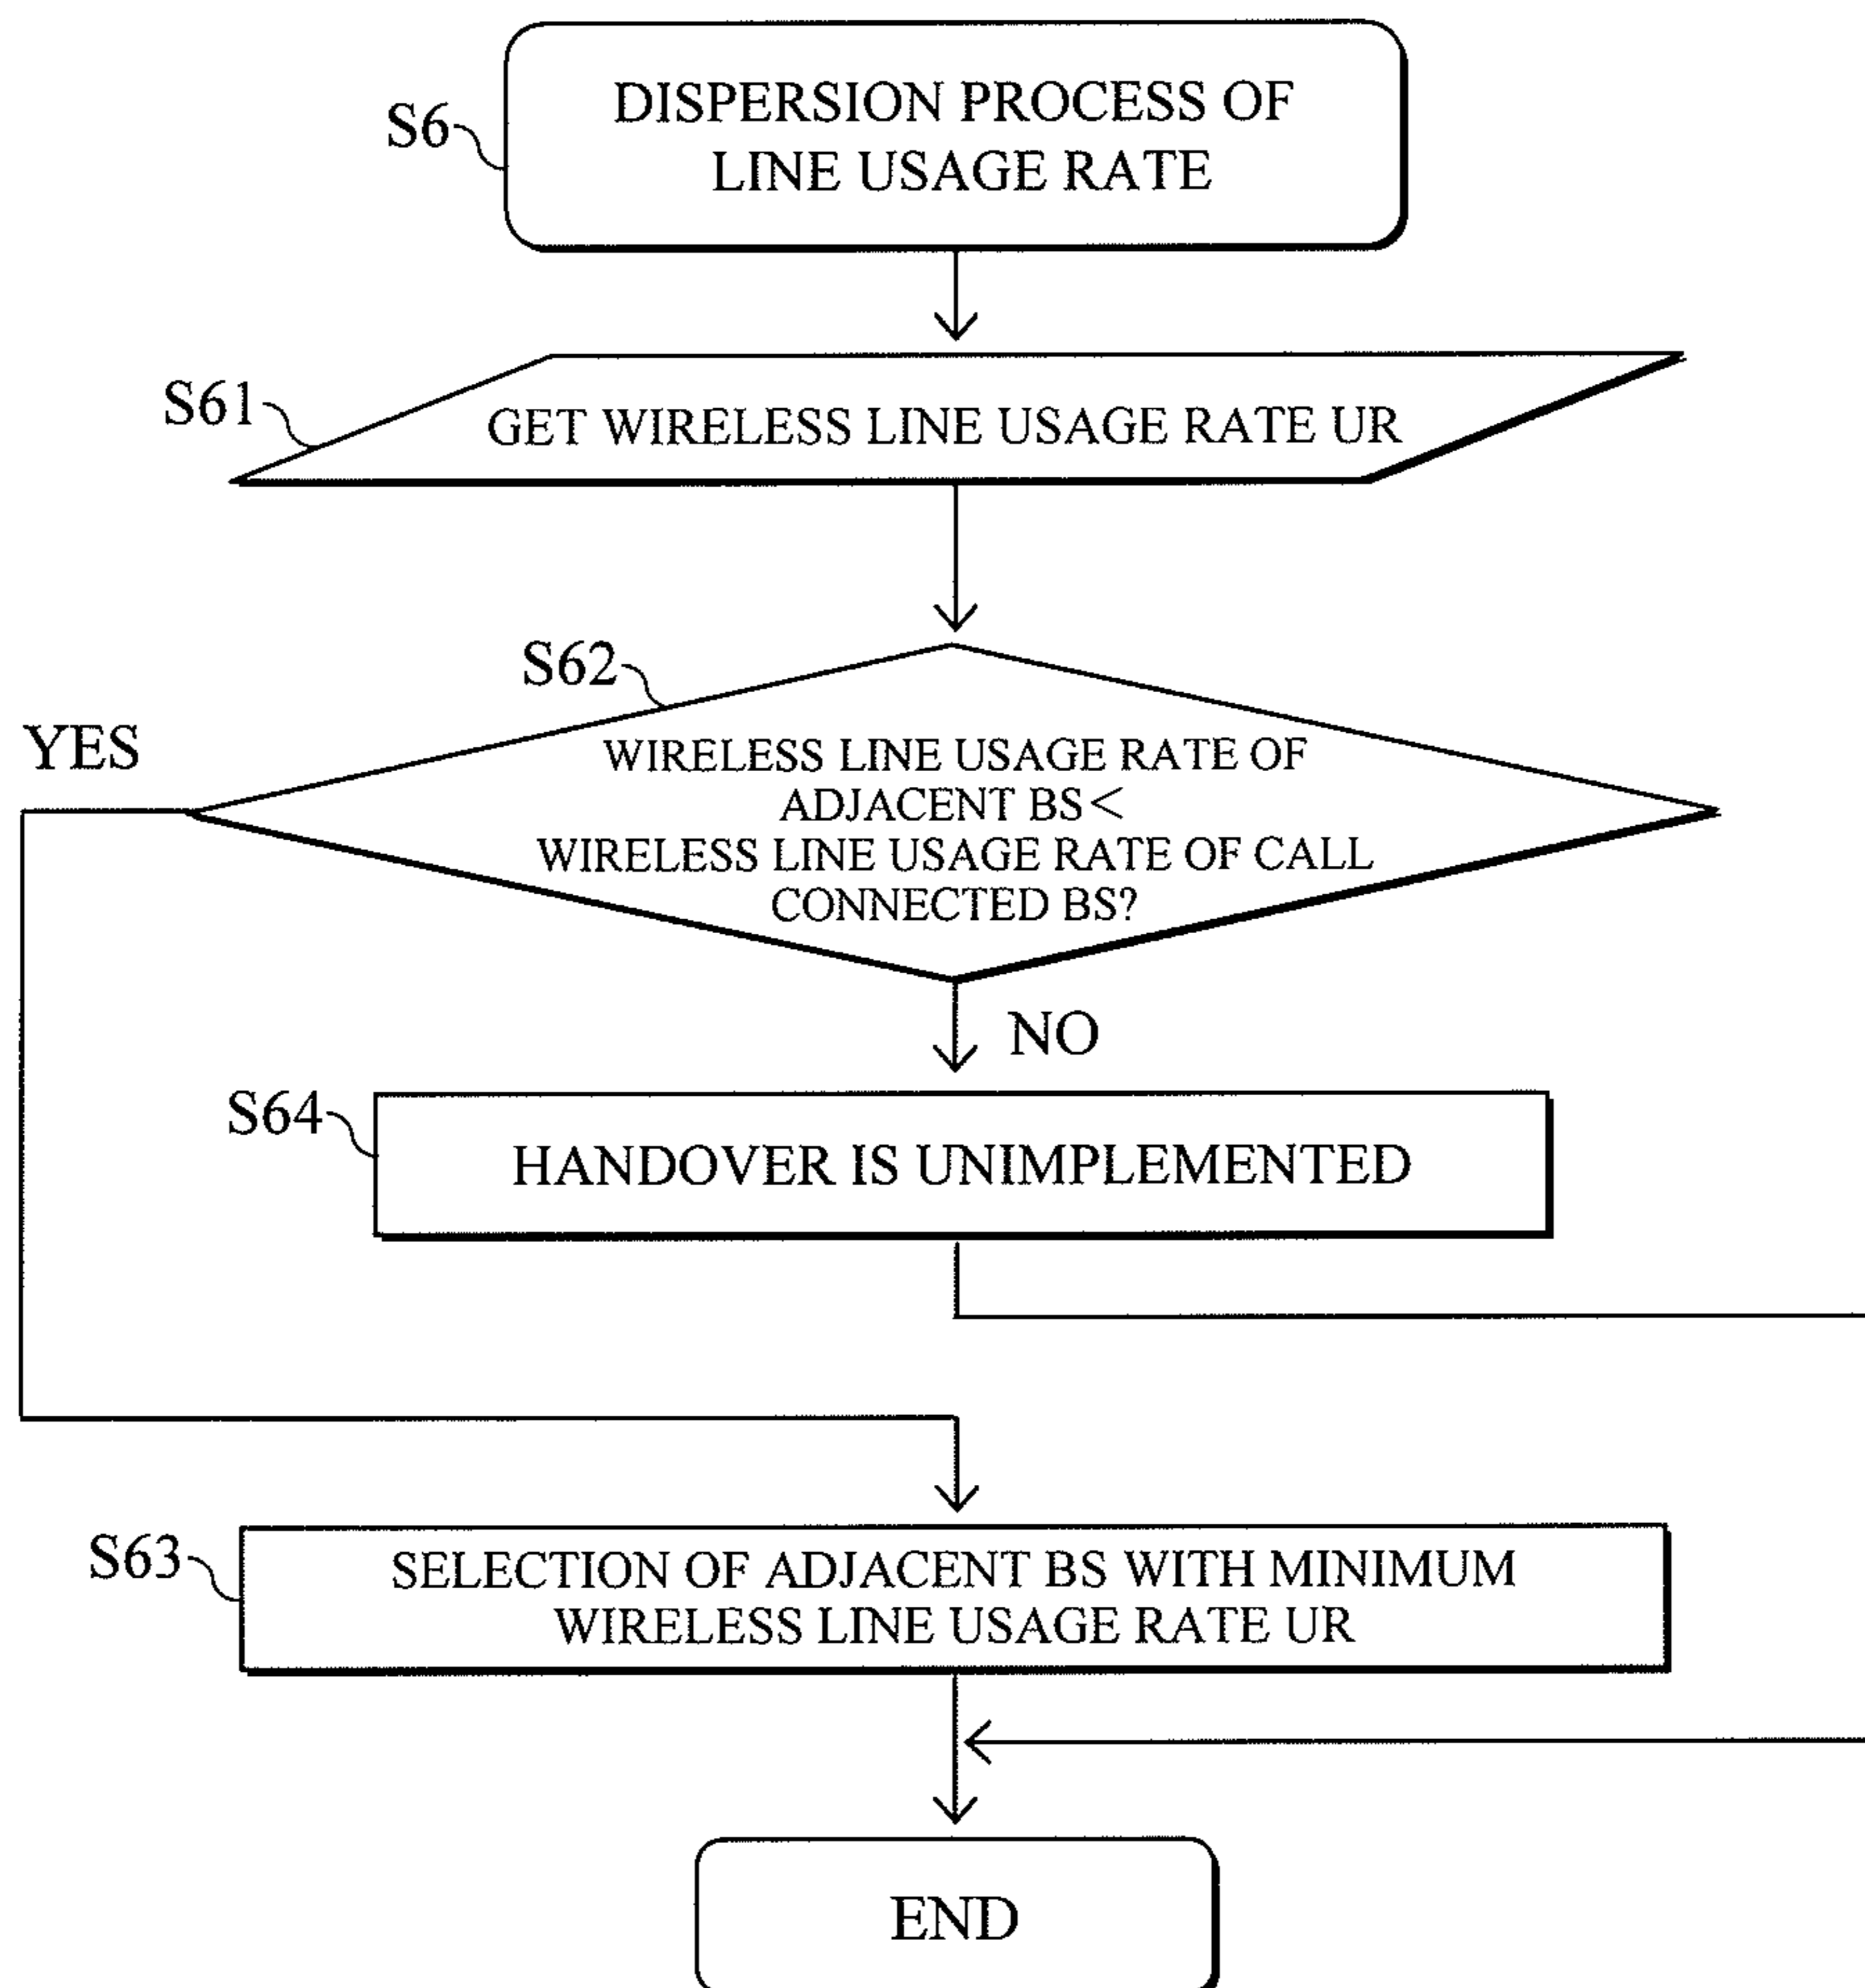 S6
DISPERSION PROCESS OF
LINE USAGE RATE
S61
GET WIRELESS LINE USAGE RATE UR
S62
YES
WIRELESS LINE USAGE RATE OF
ADJACENT BS<
WIRELESS LINE USAGE RATE OF CALL
CONNECTED BS?
NO
S64
HANDOVER IS UNIMPLEMENTED
S63
SELECTION OF ADJACENT BS WITH MINIMUM
WIRELESS LINE USAGE RATE UR
END